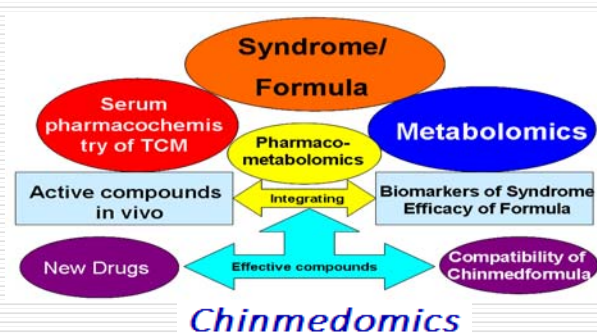 Syndrome/
Formula
Serum
pharmacochemis
try of TCM
Pharmaco-
metabolomics
Metabolomics
Active compounds
in vivo
Integrating
Biomarkers of Syndrome
Efficacy of Formula
New Drugs
Effective compounds
Compatibility of
Chinmedformula
Chinmedomics